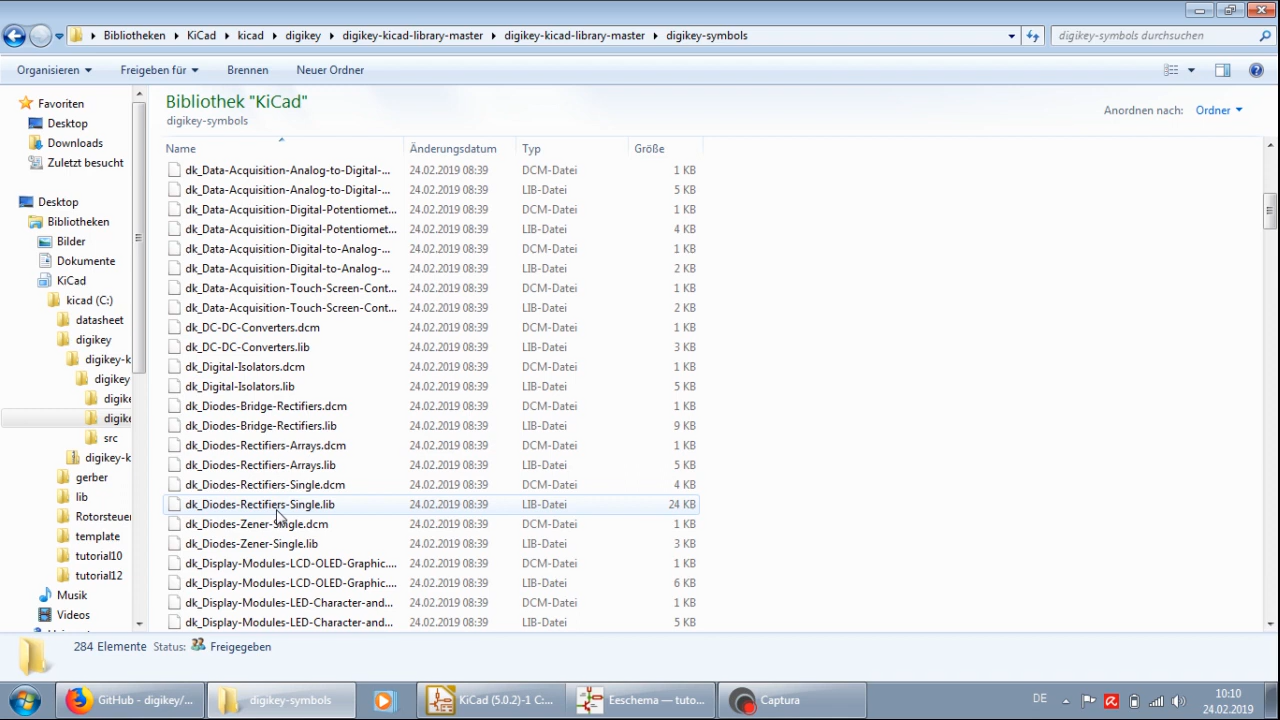 Bibliotheken KiCad kicad digikey digikey-kicad-library-master digikey-kicad-library-master digikey-symbols digikey-symbols durchsuchen
Organisieren Freigeben für Brennen Neuer Ordner
Favoriten
Desktop
Downloads
Zuletzt besucht
Desktop
Bibliotheken
Bilder
Dokumente
KiCad
kicad (C:)
datasheet
digikey
digikey-k
digikey
digike
digike
src
digikey-k
gerber
lib
Rotorsteuer
template
tutorial10
tutorial12
Musik
Videos
Bibliothek "KiCad"
digikey-symbols
Anordnen nach: Ordner
Name Änderungsdatum Typ Größe
dk_Data-Acquisition-Analog-to-Digital-... 24.02.2019 08:39 DCM-Datei 1 KB
dk_Data-Acquisition-Analog-to-Digital-... 24.02.2019 08:39 LIB-Datei 5 KB
dk_Data-Acquisition-Digital-Potentiomet... 24.02.2019 08:39 DCM-Datei 1 KB
dk_Data-Acquisition-Digital-Potentiomet... 24.02.2019 08:39 LIB-Datei 4 KB
dk_Data-Acquisition-Digital-to-Analog-... 24.02.2019 08:39 DCM-Datei 1 KB
dk_Data-Acquisition-Digital-to-Analog-... 24.02.2019 08:39 LIB-Datei 2 KB
dk_Data-Acquisition-Touch-Screen-Cont... 24.02.2019 08:39 DCM-Datei 1 KB
dk_Data-Acquisition-Touch-Screen-Cont... 24.02.2019 08:39 LIB-Datei 2 KB
dk_DC-DC-Converters.dcm 24.02.2019 08:39 DCM-Datei 1 KB
dk_DC-DC-Converters.lib 24.02.2019 08:39 LIB-Datei 3 KB
dk_Digital-Isolators.dcm 24.02.2019 08:39 DCM-Datei 1 KB
dk_Digital-Isolators.lib 24.02.2019 08:39 LIB-Datei 5 KB
dk_Diodes-Bridge-Rectifiers.dcm 24.02.2019 08:39 DCM-Datei 1 KB
dk_Diodes-Bridge-Rectifiers.lib 24.02.2019 08:39 LIB-Datei 9 KB
dk_Diodes-Rectifiers-Arrays.dcm 24.02.2019 08:39 DCM-Datei 1 KB
dk_Diodes-Rectifiers-Arrays.lib 24.02.2019 08:39 LIB-Datei 5 KB
dk_Diodes-Rectifiers-Single.dcm 24.02.2019 08:39 DCM-Datei 4 KB
dk_Diodes-Rectifiers-Single.lib 24.02.2019 08:39 LIB-Datei 24 KB
dk_Diodes-Zener-Single.dcm 24.02.2019 08:39 DCM-Datei 1 KB
dk_Diodes-Zener-Single.lib 24.02.2019 08:39 LIB-Datei 3 KB
dk_Display-Modules-LCD-OLED-Graphic.... 24.02.2019 08:39 DCM-Datei 1 KB
dk_Display-Modules-LCD-OLED-Graphic.... 24.02.2019 08:39 LIB-Datei 6 KB
dk_Display-Modules-LED-Character-and... 24.02.2019 08:39 DCM-Datei 1 KB
dk_Display-Modules-LED-Character-and... 24.02.2019 08:39 LIB-Datei 5 KB
284 Elemente Status: Freigegeben
GitHub - digikey/... digikey-symbols KiCad (5.0.2)-1 C:... Eeschema — tuto... Captura DE 10:10
24.02.2019